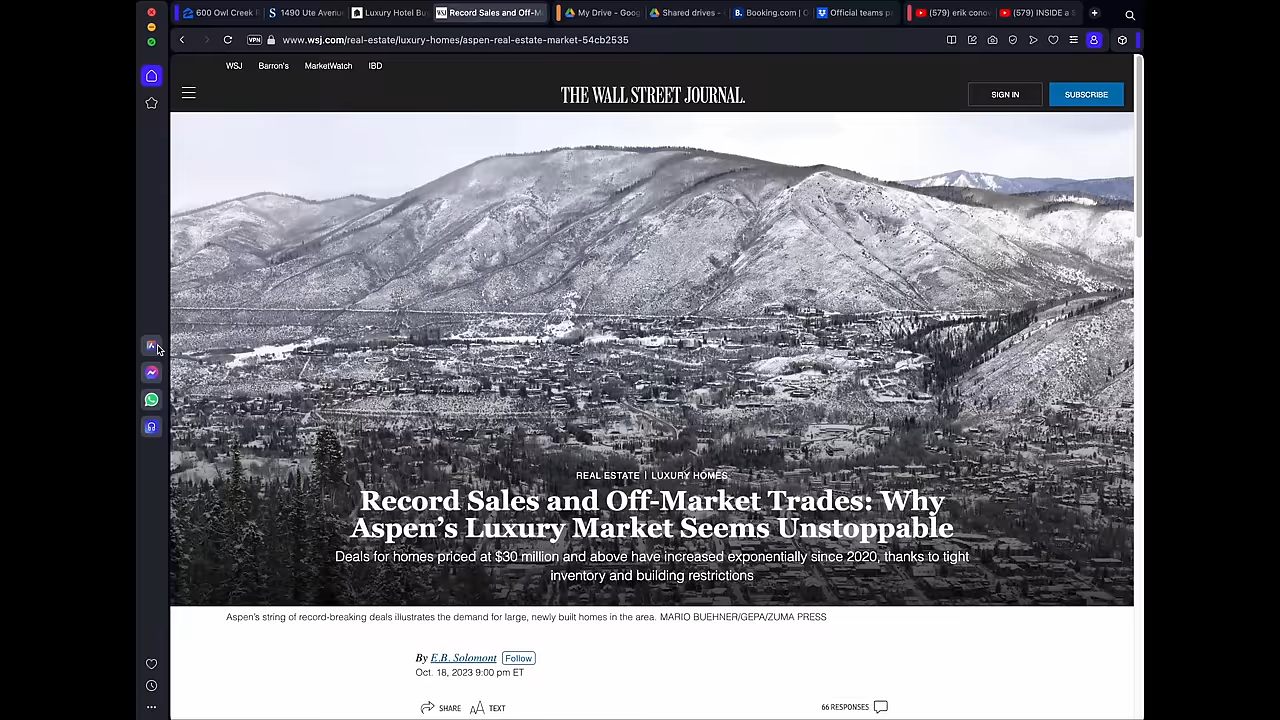 600 Owl Creek R
1490 Ute Avenu
Luxury Hotel Bu
Record Sales and Off-M
My Drive - Goog
Shared drives -
Booking.com | O
Official teams p
(579) erik cono
(579) INSIDE a S
VPN
www.wsj.com/real-estate/luxury-homes/aspen-real-estate-market-54cb2535
WSJ
Barron's
MarketWatch
IBD
THE WALL STREET JOURNAL.
SIGN IN
SUBSCRIBE
REAL ESTATE | LUXURY HOMES
Record Sales and Off-Market Trades: Why
Aspen's Luxury Market Seems Unstoppable
Deals for homes priced at $30 million and above have increased exponentially since 2020, thanks to tight
inventory and building restrictions
Aspen's string of record-breaking deals illustrates the demand for large, newly built homes in the area. MARIO BUEHNER/GEPA/ZUMA PRESS
By E.B. Solomont Follow
Oct. 18, 2023 9:00 pm ET
SHARE
TEXT
66 RESPONSES